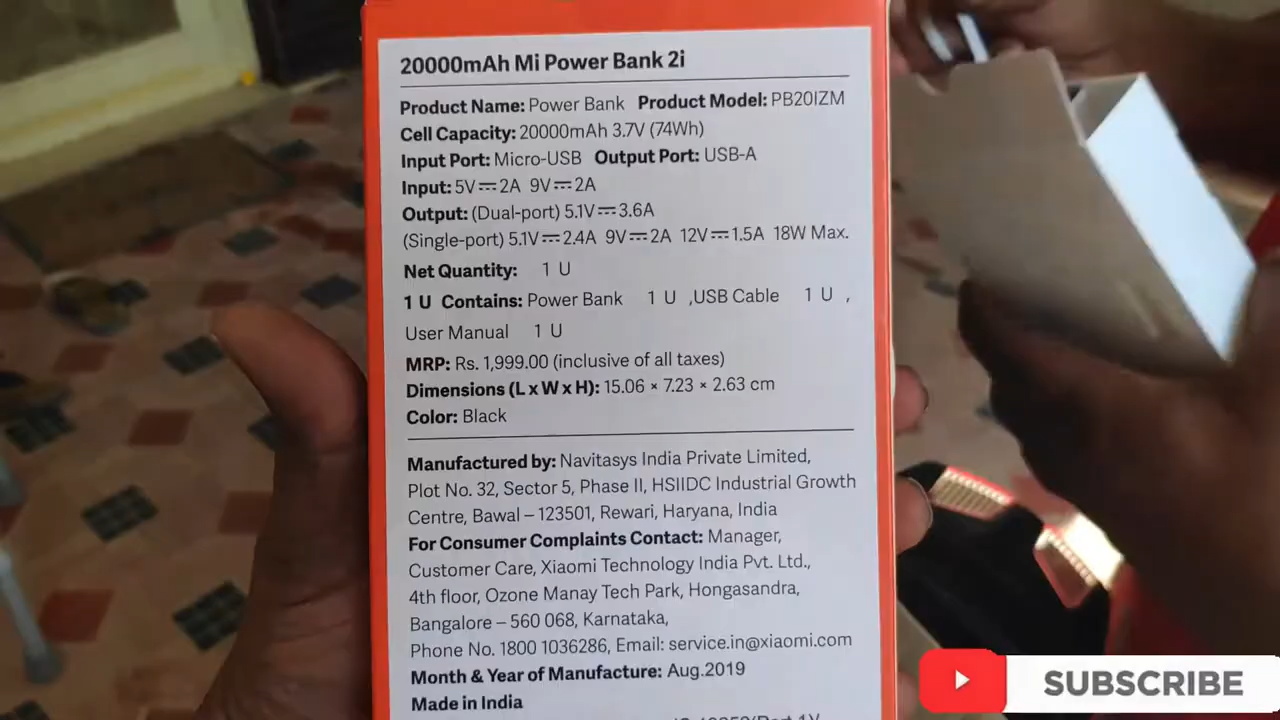 20000mAh Mi Power Bank 2i
Product Name: Power Bank Product Model: PB20IZM
Cell Capacity: 20000mAh 3.7V (74Wh)
Input Port: Micro-USB Output Port: USB-A
Input: 5V⎓2A 9V⎓2A
Output: (Dual-port) 5.1V⎓3.6A
(Single-port) 5.1V⎓2.4A 9V⎓2A 12V⎓1.5A 18W Max.
Net Quantity: 1 U
1 U Contains: Power Bank 1 U ,USB Cable 1 U ,
User Manual 1 U
MRP: Rs. 1,999.00 (inclusive of all taxes)
Dimensions (L x W x H): 15.06 × 7.23 × 2.63 cm
Color: Black
Manufactured by: Navitasys India Private Limited,
Plot No. 32, Sector 5, Phase II, HSIIDC Industrial Growth
Centre, Bawal – 123501, Rewari, Haryana, India
For Consumer Complaints Contact: Manager,
Customer Care, Xiaomi Technology India Pvt. Ltd.,
4th floor, Ozone Manay Tech Park, Hongasandra,
Bangalore – 560 068, Karnataka,
Phone No. 1800 1036286, Email: service.in@xiaomi.com
Month & Year of Manufacture: Aug.2019
Made in India
SUBSCRIBE